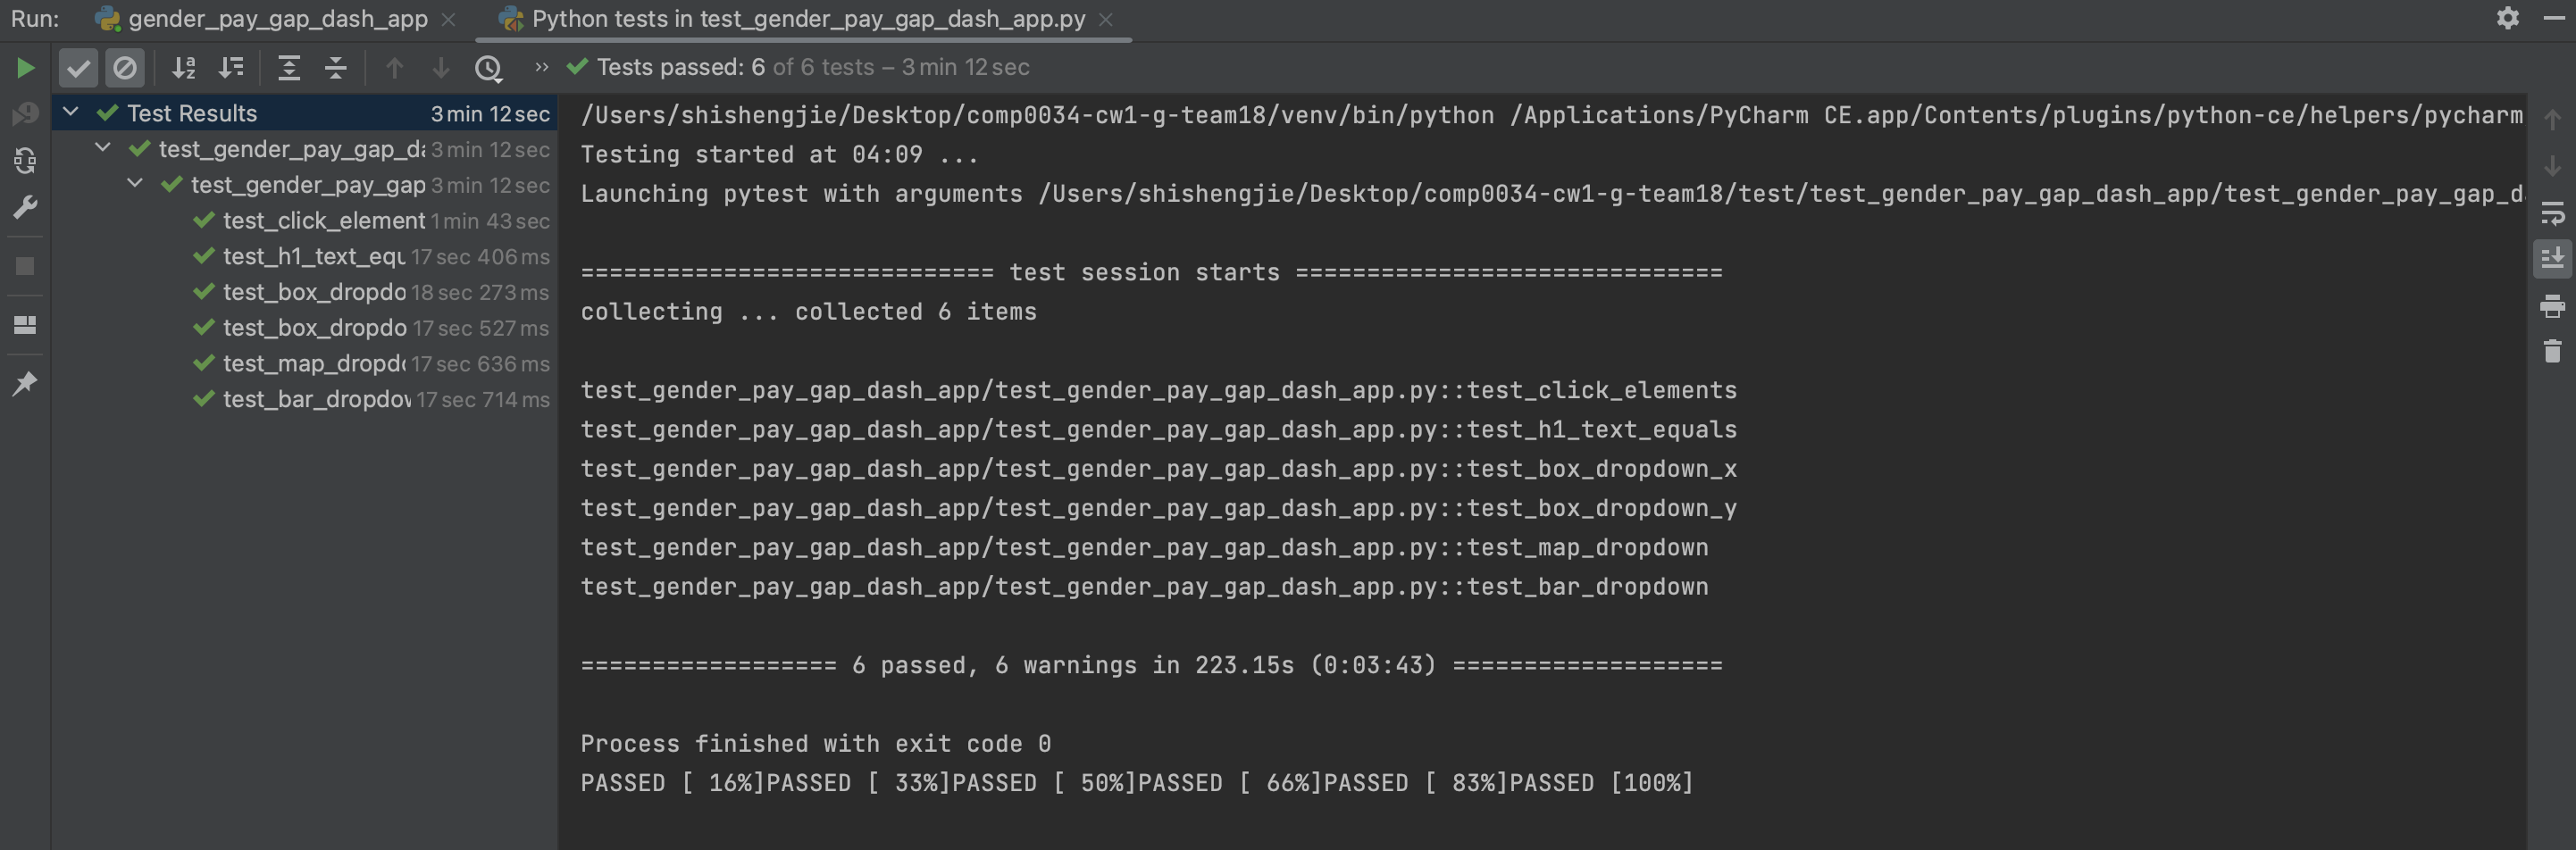 Run: gender_pay_gap_dash_app Python tests in test_gender_pay_gap_dash_app.py
Tests passed: 6 of 6 tests – 3 min 12 sec
Test Results 3 min 12 sec
test_gender_pay_gap_da 3 min 12 sec
test_gender_pay_gap 3 min 12 sec
test_click_element 1 min 43 sec
test_h1_text_equ 17 sec 406 ms
test_box_dropdo 18 sec 273 ms
test_box_dropdo 17 sec 527 ms
test_map_dropdo 17 sec 636 ms
test_bar_dropdow 17 sec 714 ms
/Users/shishengjie/Desktop/comp0034-cw1-g-team18/venv/bin/python /Applications/PyCharm CE.app/Contents/plugins/python-ce/helpers/pycharm
Testing started at 04:09 ...
Launching pytest with arguments /Users/shishengjie/Desktop/comp0034-cw1-g-team18/test/test_gender_pay_gap_dash_app/test_gender_pay_gap_d
============================= test session starts ==============================
collecting ... collected 6 items
test_gender_pay_gap_dash_app/test_gender_pay_gap_dash_app.py::test_click_elements
test_gender_pay_gap_dash_app/test_gender_pay_gap_dash_app.py::test_h1_text_equals
test_gender_pay_gap_dash_app/test_gender_pay_gap_dash_app.py::test_box_dropdown_x
test_gender_pay_gap_dash_app/test_gender_pay_gap_dash_app.py::test_box_dropdown_y
test_gender_pay_gap_dash_app/test_gender_pay_gap_dash_app.py::test_map_dropdown
test_gender_pay_gap_dash_app/test_gender_pay_gap_dash_app.py::test_bar_dropdown
================== 6 passed, 6 warnings in 223.15s (0:03:43) ===================
Process finished with exit code 0
PASSED [ 16%]PASSED [ 33%]PASSED [ 50%]PASSED [ 66%]PASSED [ 83%]PASSED [100%]